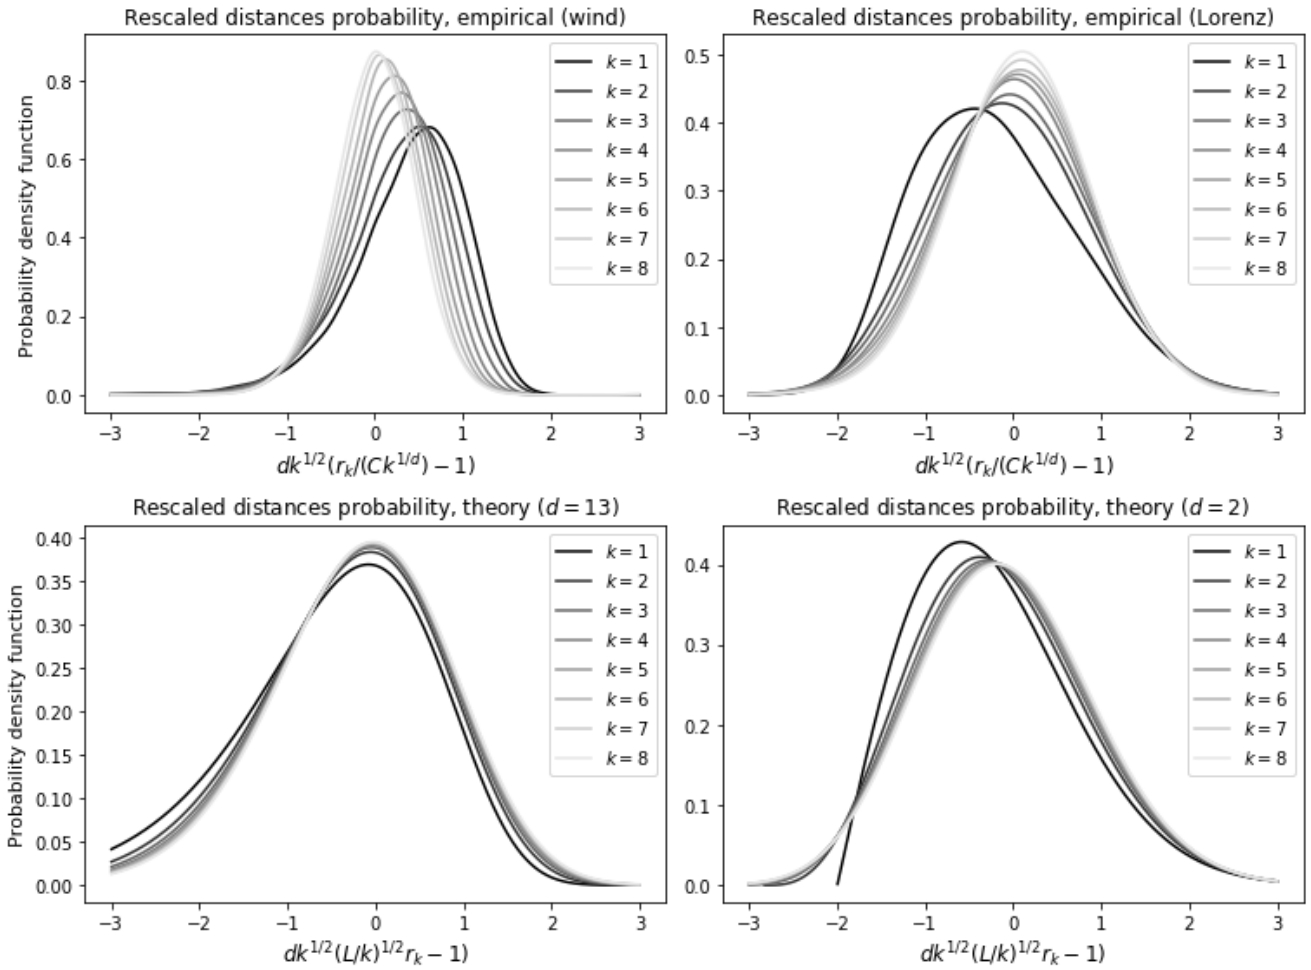 Rescaled distances probability, empirical (wind)
Probability density function
0.8
0.6
0.4
0.2
0.0
k = 1
k = 2
k = 3
k = 4
k = 5
k = 6
k = 7
k = 8
−3 −2 −1 0 1 2 3
dk^{1/2}(r_k/(Ck^{1/d}) − 1)
Rescaled distances probability, empirical (Lorenz)
0.5
0.4
0.3
0.2
0.1
0.0
k = 1
k = 2
k = 3
k = 4
k = 5
k = 6
k = 7
k = 8
−3 −2 −1 0 1 2 3
dk^{1/2}(r_k/(Ck^{1/d}) − 1)
Rescaled distances probability, theory (d = 13)
Probability density function
0.40
0.35
0.30
0.25
0.20
0.15
0.10
0.05
0.00
k = 1
k = 2
k = 3
k = 4
k = 5
k = 6
k = 7
k = 8
−3 −2 −1 0 1 2 3
dk^{1/2}(L/k)^{1/2}r_k − 1)
Rescaled distances probability, theory (d = 2)
0.4
0.3
0.2
0.1
0.0
k = 1
k = 2
k = 3
k = 4
k = 5
k = 6
k = 7
k = 8
−3 −2 −1 0 1 2 3
dk^{1/2}(L/k)^{1/2}r_k − 1)